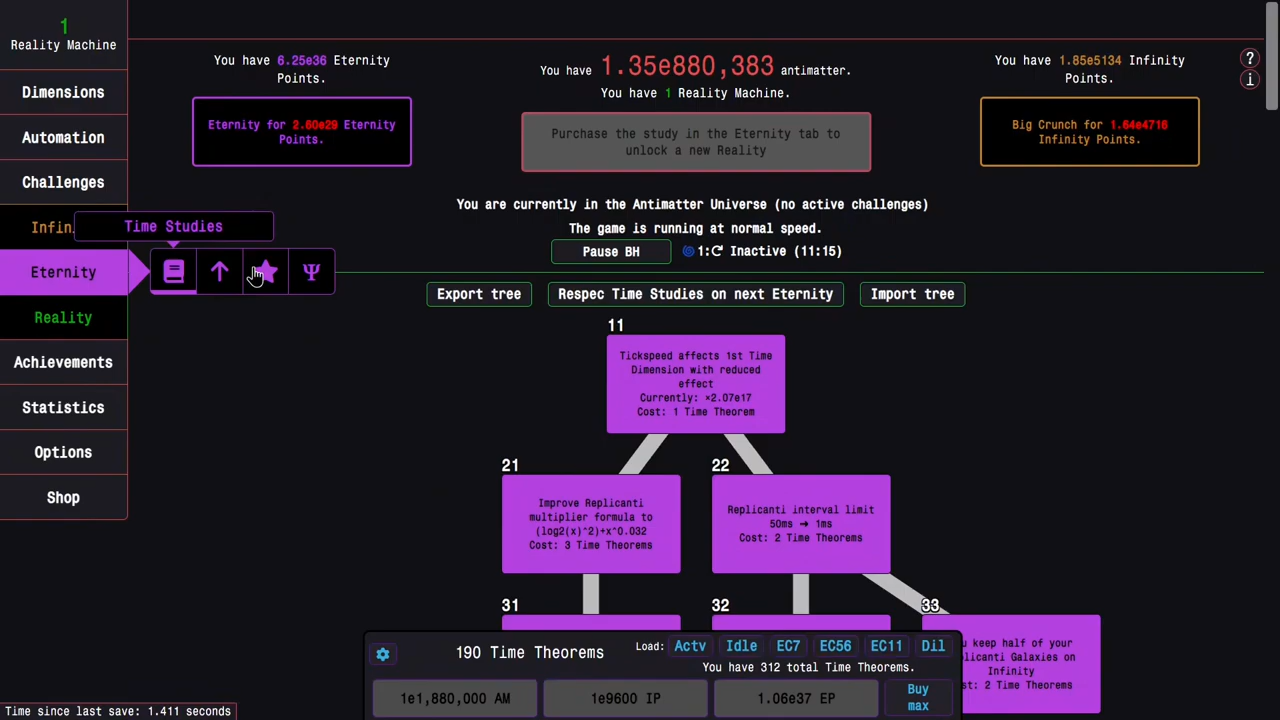 1
Reality Machine
Dimensions
Automation
Challenges
Infin
Time Studies
Eternity
Ψ
Reality
Achievements
Statistics
Options
Shop
Time since last save: 1.411 seconds
You have 6.25e36 Eternity
Points.
Eternity for 2.60e29 Eternity
Points.
You have 1.35e880,383 antimatter.
You have 1 Reality Machine.
Purchase the study in the Eternity tab to
unlock a new Reality
You have 1.85e5134 Infinity
Points.
Big Crunch for 1.64e4716
Infinity Points.
?
i
You are currently in the Antimatter Universe (no active challenges)
The game is running at normal speed.
Pause BH
1: Inactive (11:15)
Export tree
Respec Time Studies on next Eternity
Import tree
11
Tickspeed affects 1st Time
Dimension with reduced
effect
Currently: ×2.07e17
Cost: 1 Time Theorem
21
Improve Replicanti
multiplier formula to
(log2(x)^2)+x^0.032
Cost: 3 Time Theorems
22
Replicanti interval limit
50ms ➜ 1ms
Cost: 2 Time Theorems
31
32
33
keep half of your
Galaxies on
Infinity
2 Time Theorems
190 Time Theorems
Load: Actv Idle EC7 EC56 EC11 Dil
You have 312 total Time Theorems.
1e1,880,000 AM
1e9600 IP
1.06e37 EP
Buy
max